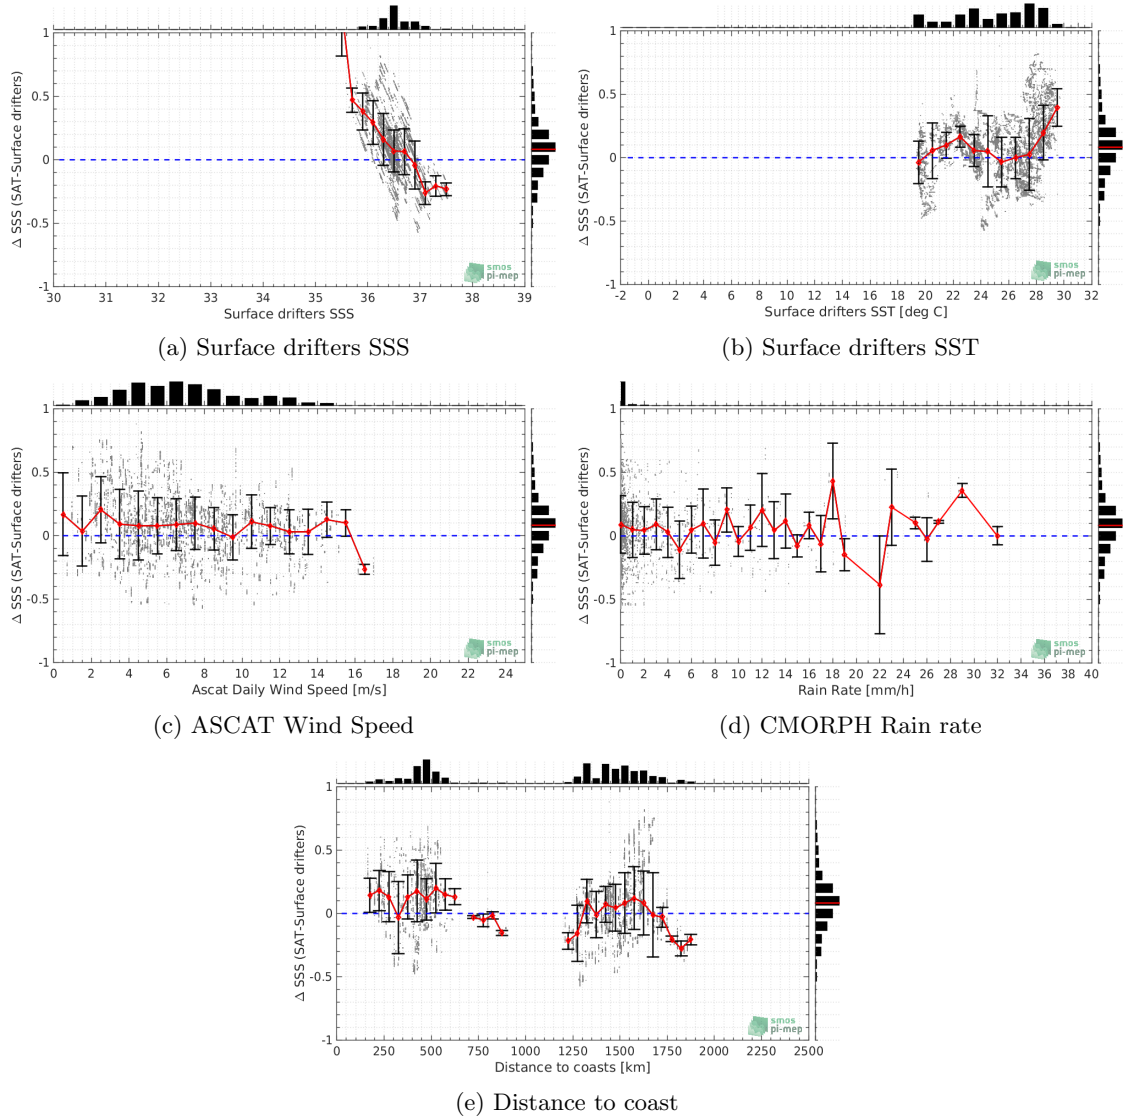 1
0.5
0
-0.5
-1
Δ SSS (SAT-Surface drifters)
30 31 32 33 34 35 36 37 38 39
Surface drifters SSS
smos
pi-mep
(a) Surface drifters SSS
1
0.5
0
-0.5
-1
Δ SSS (SAT-Surface drifters)
-2 0 2 4 6 8 10 12 14 16 18 20 22 24 26 28 30 32
Surface drifters SST [deg C]
smos
pi-mep
(b) Surface drifters SST
1
0.5
0
-0.5
-1
Δ SSS (SAT-Surface drifters)
0 2 4 6 8 10 12 14 16 18 20 22 24
Ascat Daily Wind Speed [m/s]
smos
pi-mep
(c) ASCAT Wind Speed
1
0.5
0
-0.5
-1
Δ SSS (SAT-Surface drifters)
0 2 4 6 8 10 12 14 16 18 20 22 24 26 28 30 32 34 36 38 40
Rain Rate [mm/h]
smos
pi-mep
(d) CMORPH Rain rate
1
0.5
0
-0.5
-1
Δ SSS (SAT-Surface drifters)
0 250 500 750 1000 1250 1500 1750 2000 2250 2500
Distance to coasts [km]
smos
pi-mep
(e) Distance to coast